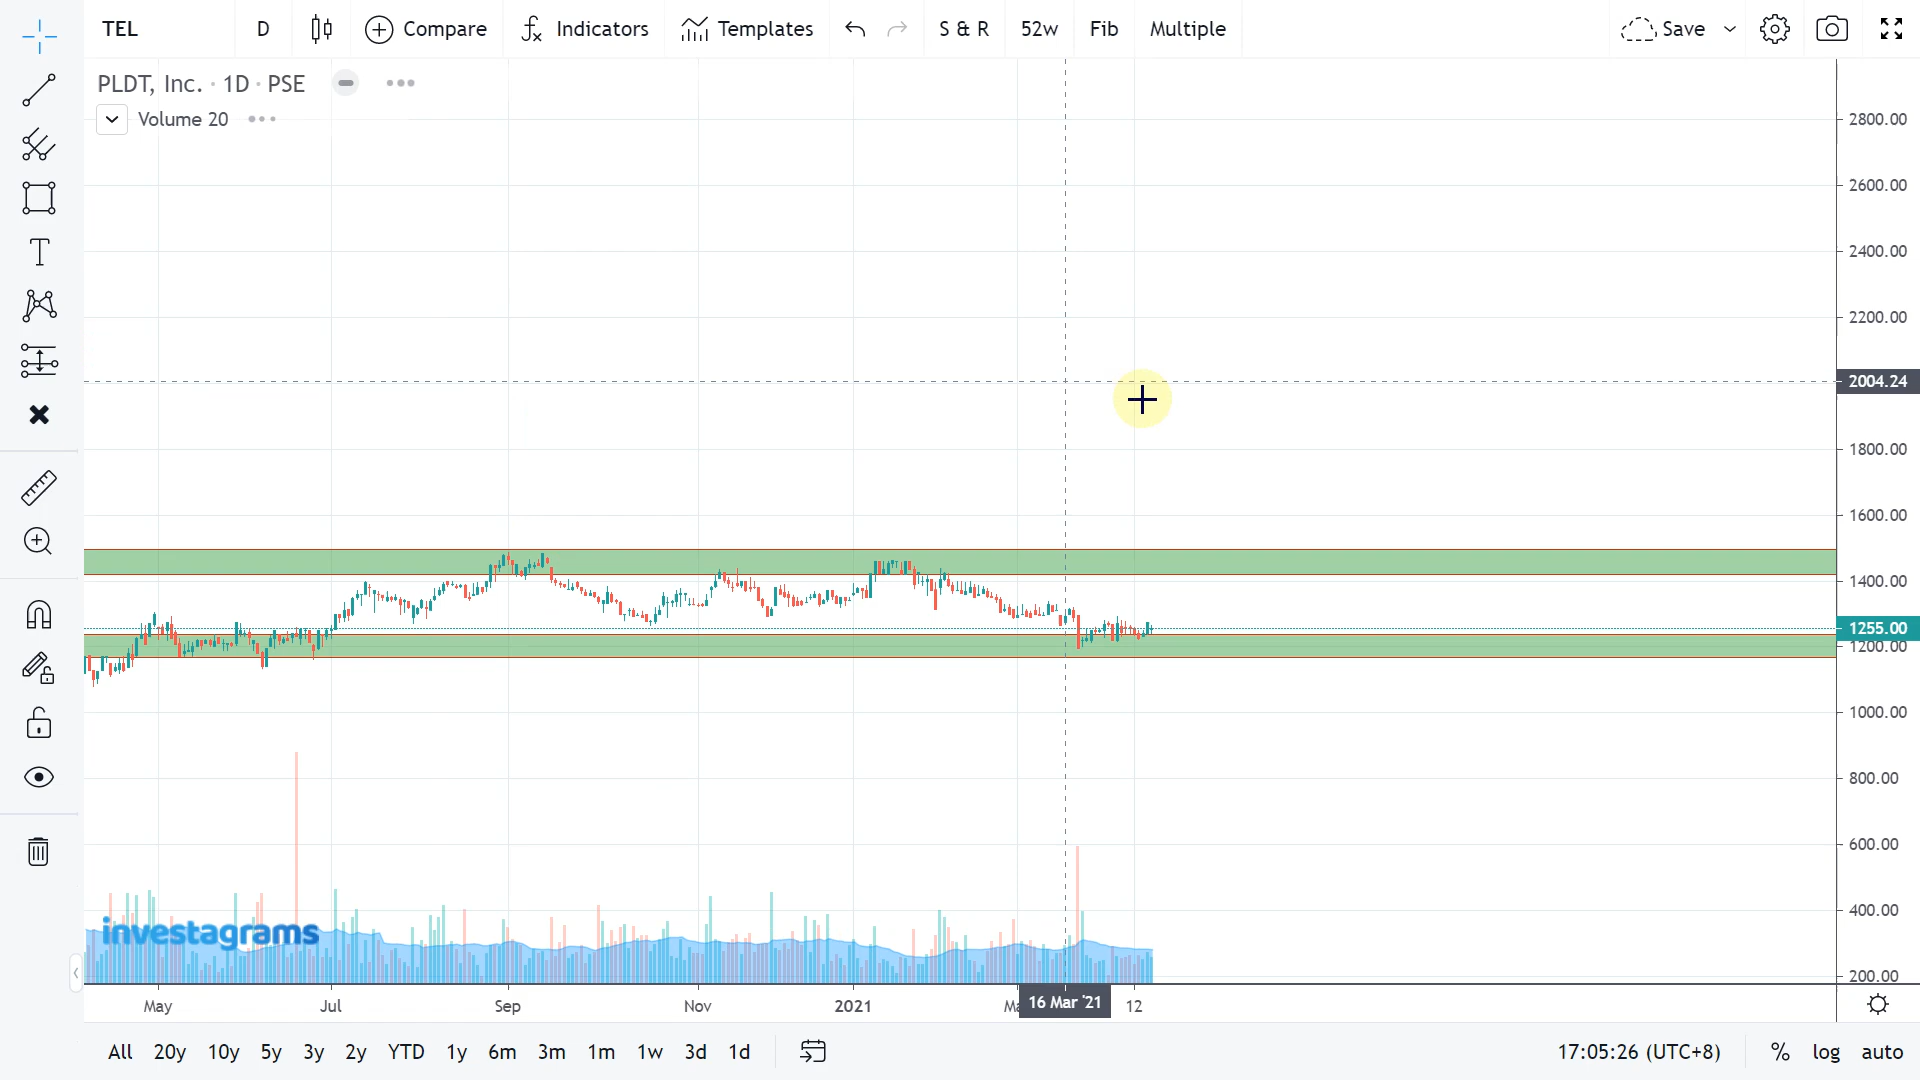 TEL D Compare Indicators Templates S & R 52w Fib Multiple Save
PLDT, Inc. · 1D · PSE
Volume 20
2800.00
2600.00
2400.00
2200.00
2004.24
1800.00
1600.00
1400.00
1255.00
1200.00
1000.00
800.00
600.00
400.00
200.00
investagrams
May Jul Sep Nov 2021 16 Mar '21 12
All 20y 10y 5y 3y 2y YTD 1y 6m 3m 1m 1w 3d 1d 17:05:26 (UTC+8) % log auto